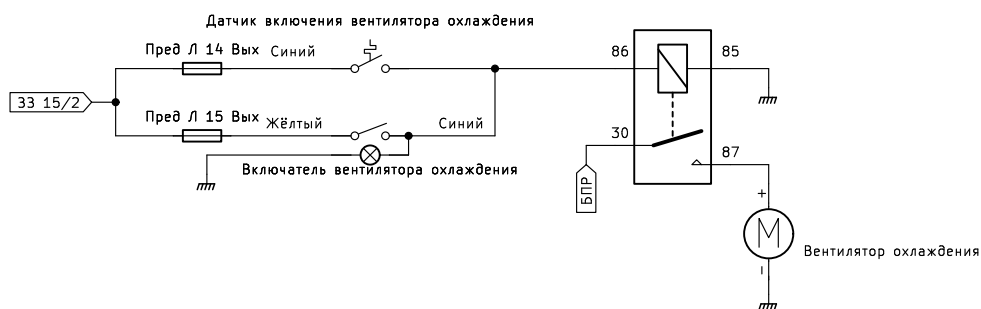 Датчик включения вентилятора охлаждения
Пред Л 14 Вых
Синий
86
85
ЗЗ 15/2
Пред Л 15 Вых
Жёлтый
Синий
30
87
Включатель вентилятора охлаждения
БПР
+
М
Вентилятор охлаждения
-